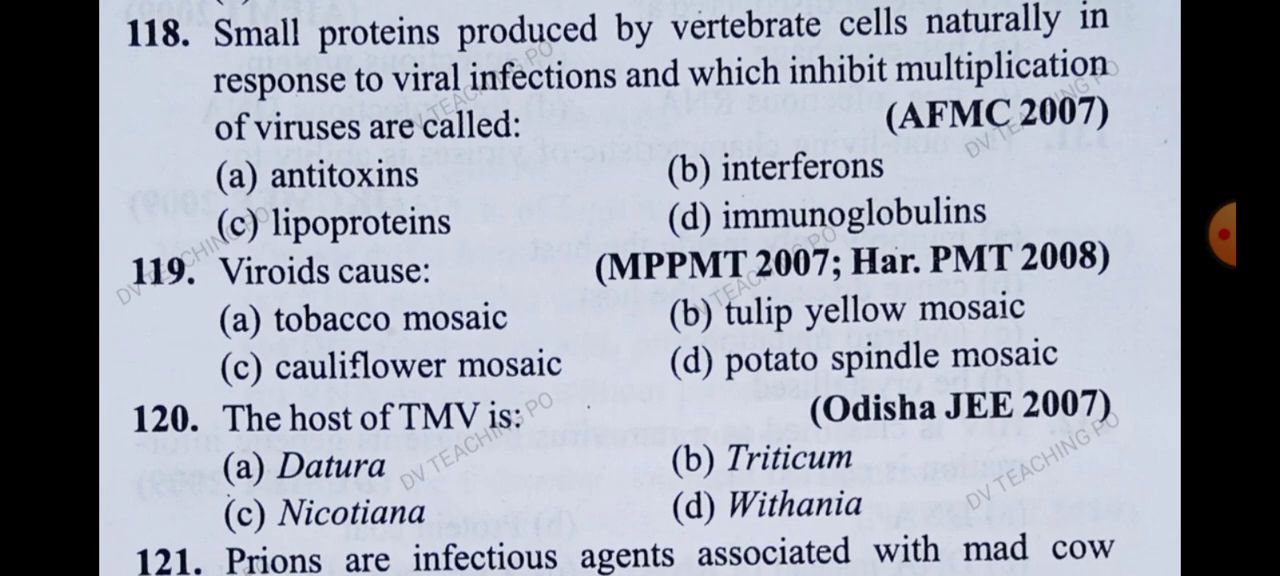 118. Small proteins produced by vertebrate cells naturally in
response to viral infections and which inhibit multiplication
of viruses are called: (AFMC 2007)
(a) antitoxins (b) interferons
(c) lipoproteins (d) immunoglobulins
119. Viroids cause: (MPPMT 2007; Har. PMT 2008)
(a) tobacco mosaic (b) tulip yellow mosaic
(c) cauliflower mosaic (d) potato spindle mosaic
120. The host of TMV is: (Odisha JEE 2007)
(a) Datura (b) Triticum
(c) Nicotiana (d) Withania
121. Prions are infectious agents associated with mad cow